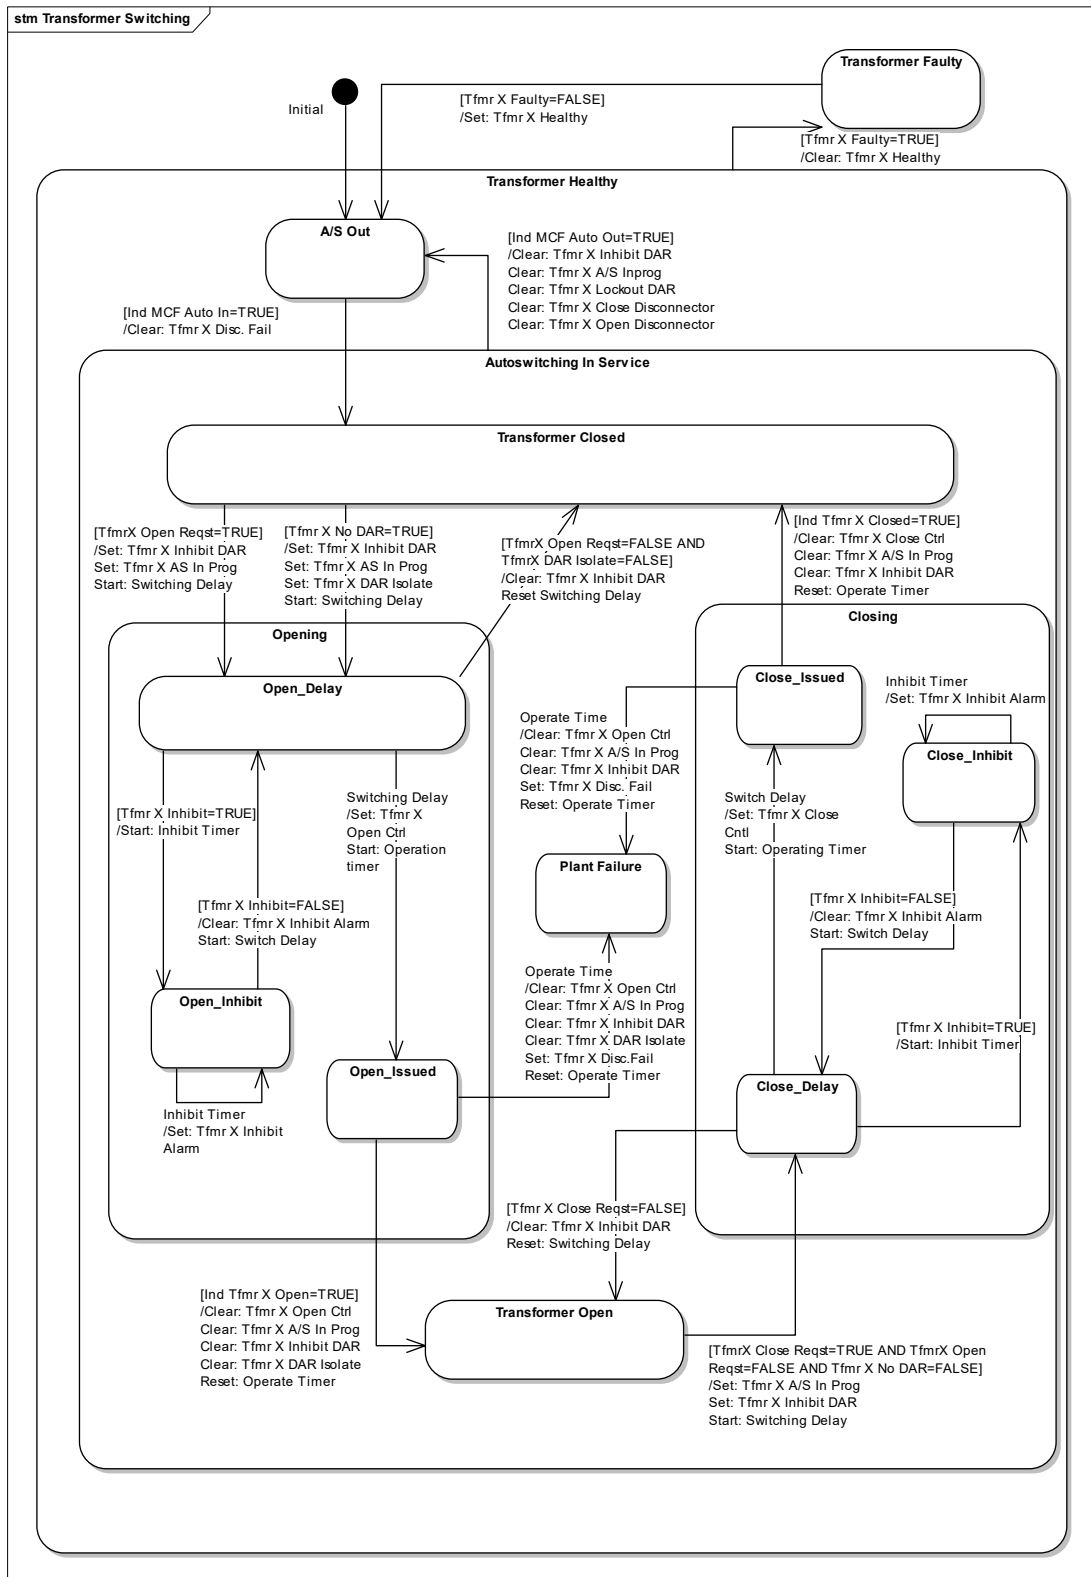 stm Transformer Switching
Transformer Faulty
Initial
[Tfmr X Faulty=FALSE]
/Set: Tfmr X Healthy
[Tfmr X Faulty=TRUE]
/Clear: Tfmr X Healthy
Transformer Healthy
A/S Out
[Ind MCF Auto Out=TRUE]
/Clear: Tfmr X Inhibit DAR
Clear: Tfmr X A/S Inprog
Clear: Tfmr X Lockout DAR
Clear: Tfmr X Close Disconnector
Clear: Tfmr X Open Disconnector
[Ind MCF Auto In=TRUE]
/Clear: Tfmr X Disc. Fail
Autoswitching In Service
Transformer Closed
[TfmrX Open Reqst=TRUE]
/Set: Tfmr X Inhibit DAR
Set: Tfmr X AS In Prog
Start: Switching Delay
[Tfmr X No DAR=TRUE]
/Set: Tfmr X Inhibit DAR
Set: Tfmr X AS In Prog
Set: Tfmr X DAR Isolate
Start: Switching Delay
[TfmrX Open Reqst=FALSE AND
TfmrX DAR Isolate=FALSE]
/Clear: Tfmr X Inhibit DAR
Reset Switching Delay
[Ind Tfmr X Closed=TRUE]
/Clear: Tfmr X Close Ctrl
Clear: Tfmr X A/S In Prog
Clear: Tfmr X Inhibit DAR
Reset: Operate Timer
Opening
Closing
Open_Delay
Close_Issued
Inhibit Timer
/Set: Tfmr X Inhibit Alarm
Close_Inhibit
Operate Time
/Clear: Tfmr X Open Ctrl
Clear: Tfmr X A/S In Prog
Clear: Tfmr X Inhibit DAR
Set: Tfmr X Disc. Fail
Reset: Operate Timer
[Tfmr X Inhibit=TRUE]
/Start: Inhibit Timer
Switching Delay
/Set: Tfmr X
Open Ctrl
Start: Operation
timer
Switch Delay
/Set: Tfmr X Close
Cntl
Start: Operating Timer
Plant Failure
[Tfmr X Inhibit=FALSE]
/Clear: Tfmr X Inhibit Alarm
Start: Switch Delay
[Tfmr X Inhibit=FALSE]
/Clear: Tfmr X Inhibit Alarm
Start: Switch Delay
Open_Inhibit
Operate Time
/Clear: Tfmr X Open Ctrl
Clear: Tfmr X A/S In Prog
Clear: Tfmr X Inhibit DAR
Clear: Tfmr X DAR Isolate
Set: Tfmr X Disc.Fail
Reset: Operate Timer
[Tfmr X Inhibit=TRUE]
/Start: Inhibit Timer
Open_Issued
Close_Delay
Inhibit Timer
/Set: Tfmr X Inhibit
Alarm
[Tfmr X Close Reqst=FALSE]
/Clear: Tfmr X Inhibit DAR
Reset: Switching Delay
[Ind Tfmr X Open=TRUE]
/Clear: Tfmr X Open Ctrl
Clear: Tfmr X A/S In Prog
Clear: Tfmr X Inhibit DAR
Clear: Tfmr X DAR Isolate
Reset: Operate Timer
Transformer Open
[TfmrX Close Reqst=TRUE AND TfmrX Open
Reqst=FALSE AND Tfmr X No DAR=FALSE]
/Set: Tfmr X A/S In Prog
Set: Tfmr X Inhibit DAR
Start: Switching Delay